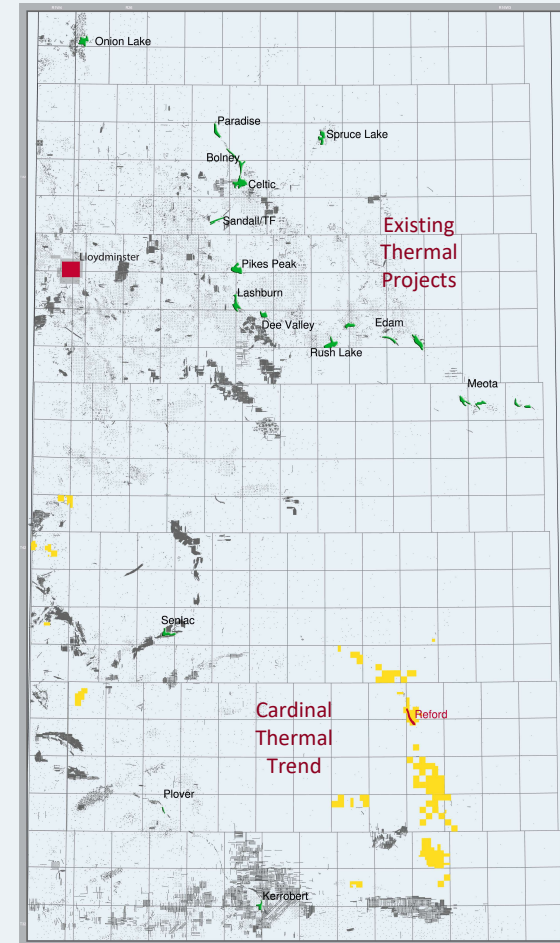 Onion Lake
Paradise
Spruce Lake
Bolney
Celtic
Sandall/TF
Existing
Thermal
Projects
Lloydminster
Pikes Peak
Lashburn
Dee Valley
Edam
Rush Lake
Meota
Senlac
Cardinal
Thermal
Trend
Reford
Plover
Kerrobert